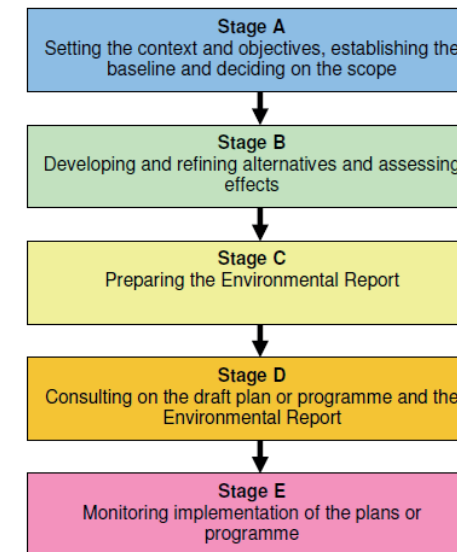 Stage A
Setting the context and objectives, establishing the
baseline and deciding on the scope
Stage B
Developing and refining alternatives and assessing
effects
Stage C
Preparing the Environmental Report
Stage D
Consulting on the draft plan or programme and the
Environmental Report
Stage E
Monitoring implementation of the plans or
programme